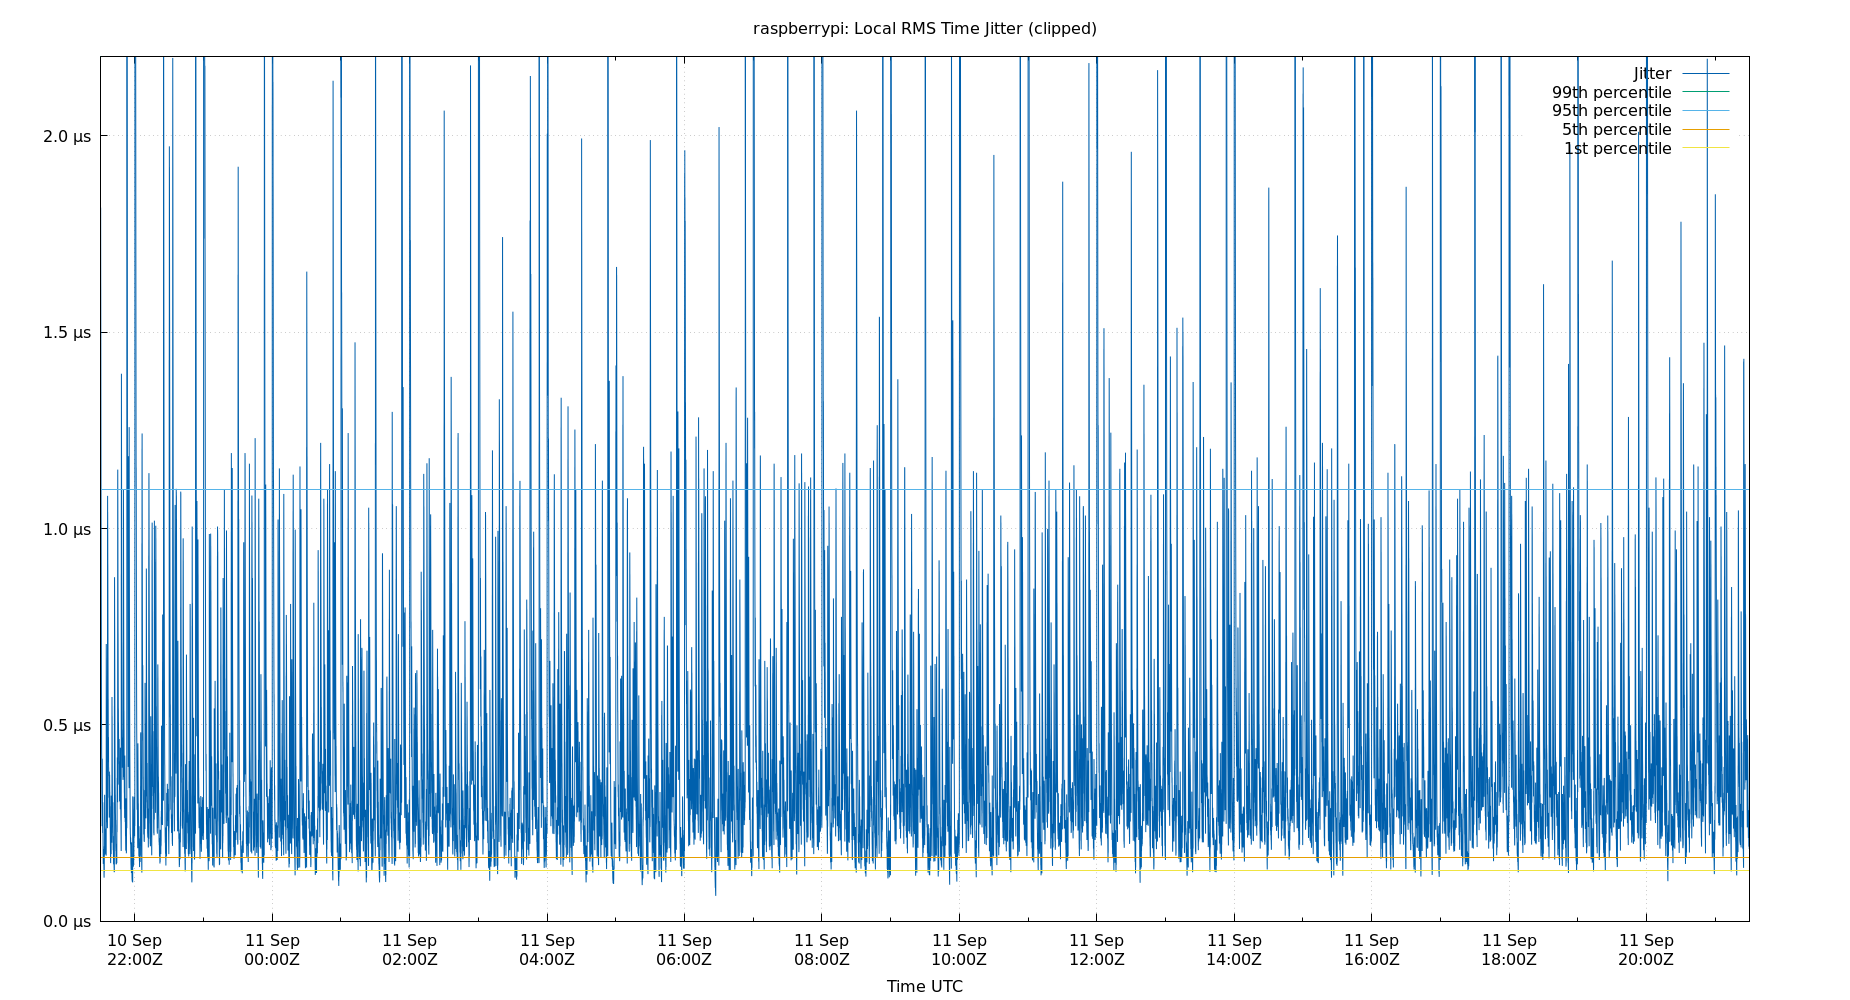 raspberrypi: Local RMS Time Jitter (clipped)
Jitter
99th percentile
95th percentile
5th percentile
1st percentile
2.0 µs
1.5 µs
1.0 µs
0.5 µs
0.0 µs
10 Sep 11 Sep 11 Sep 11 Sep 11 Sep 11 Sep 11 Sep 11 Sep 11 Sep 11 Sep 11 Sep 11 Sep
22:00Z 00:00Z 02:00Z 04:00Z 06:00Z 08:00Z 10:00Z 12:00Z 14:00Z 16:00Z 18:00Z 20:00Z
Time UTC